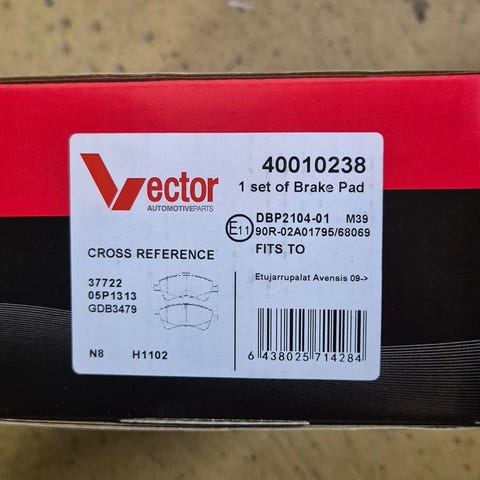 Vector
AUTOMOTIVEPARTS
40010238
1 set of Brake Pad
E11
DBP2104-01 M39
90R-02A01795/68069
FITS TO
Etujarrupalat Avensis 09->
CROSS REFERENCE
37722
05P1313
GDB3479
N8 H1102
6 438025 714284